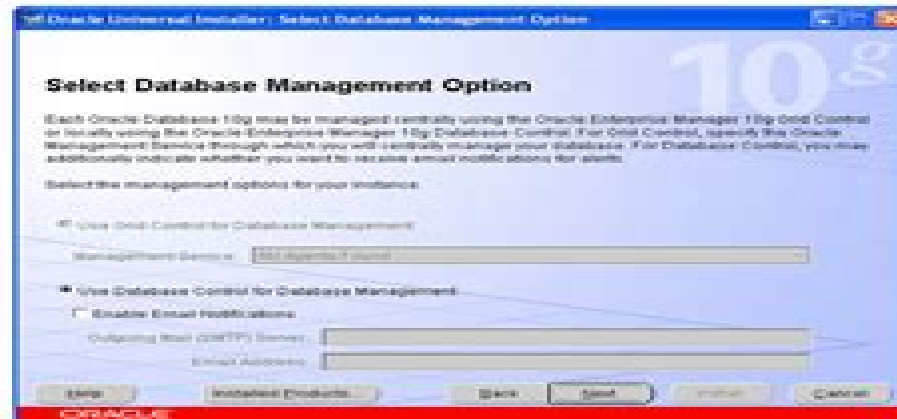 Oracle Universal Installer: Select Database Management Option
10g
Select Database Management Option
Each Oracle Database 10g may be managed centrally using the Oracle Enterprise Manager 10g Grid Control
or locally using the Oracle Enterprise Manager 10g Database Control. For Grid Control, specify the Oracle
Management Service through which you will centrally manage your database. For Database Control, you may
additionally indicate whether you want to receive email notifications for alerts.
Select the management options for your instance.
Use Grid Control for Database Management
Management Service No Agents Found
Use Database Control for Database Management
Enable Email Notifications
Outgoing Mail (SMTP) Server
Email Address
Help Installed Products... Back Next Install Cancel
ORACLE